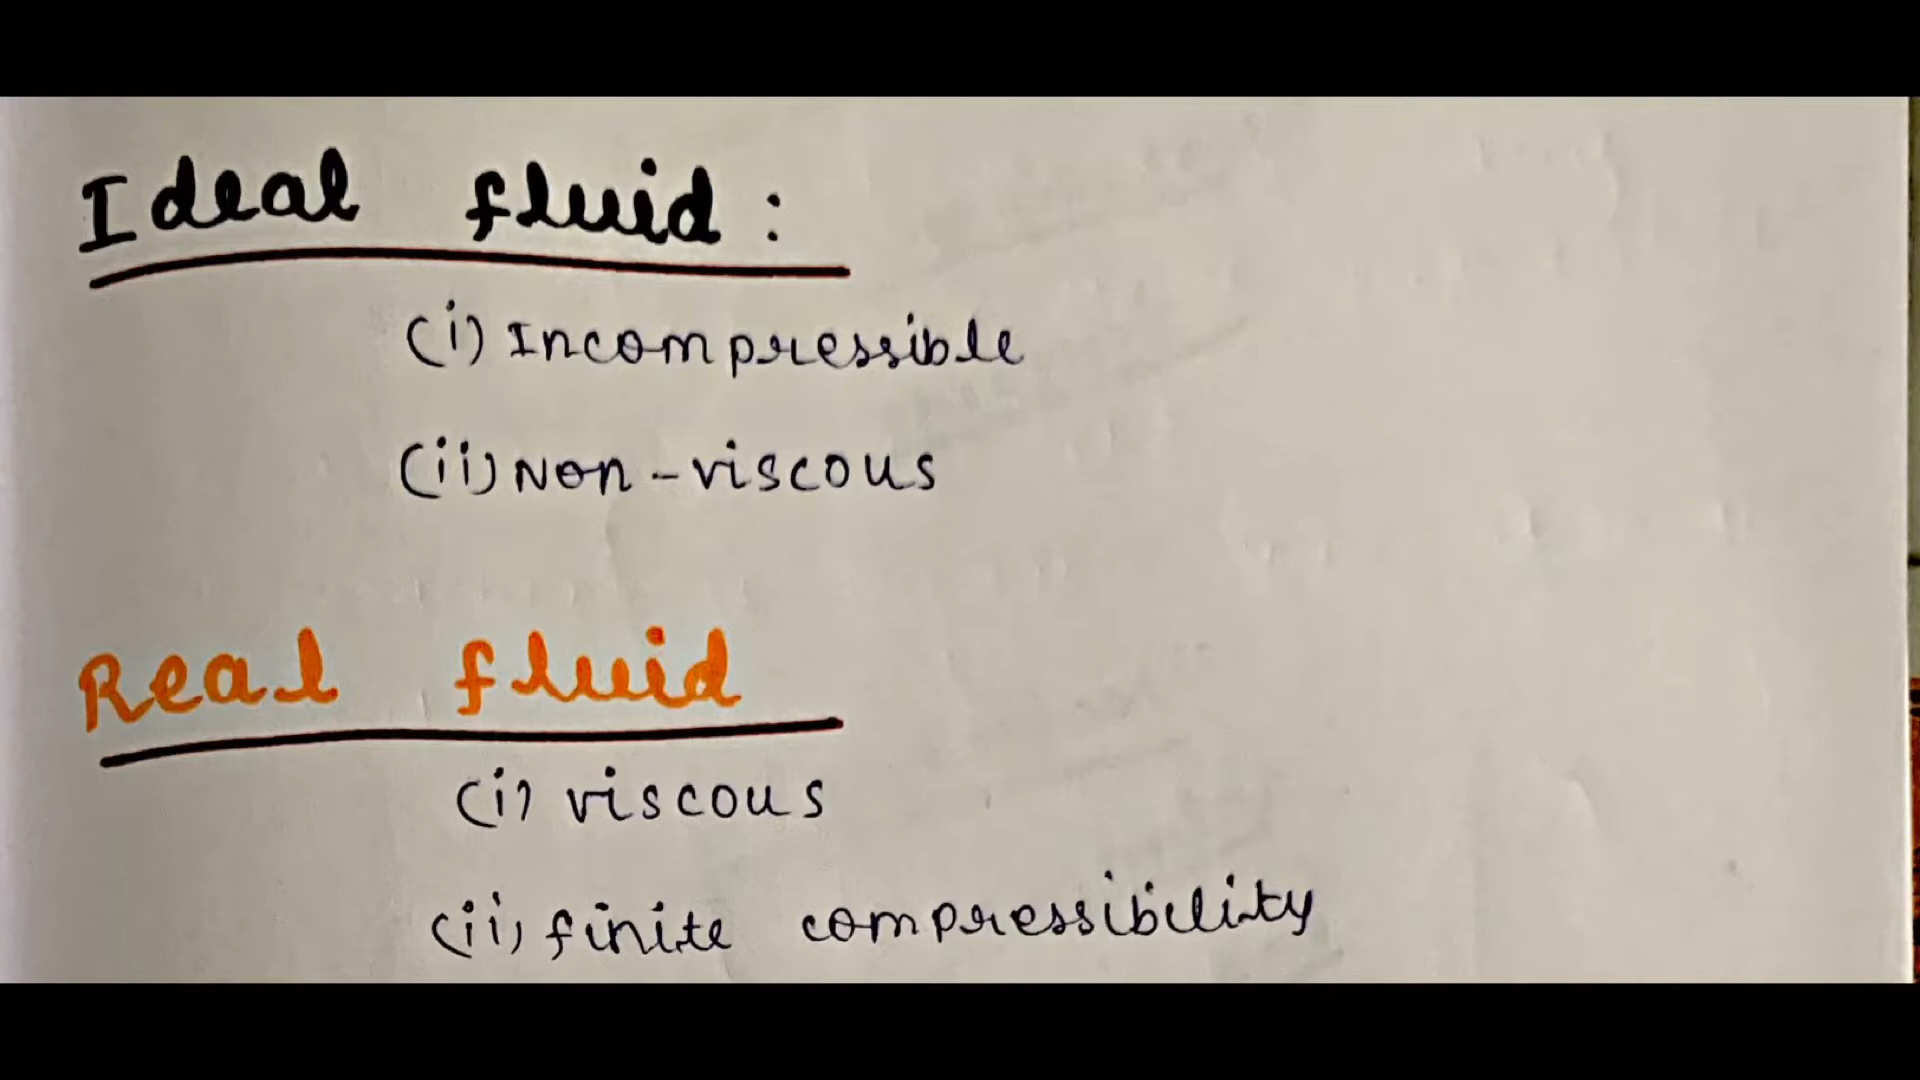 Ideal fluid:
(i) Incompressible
(ii) Non-viscous
Real fluid
(i) viscous
(ii) finite compressibility